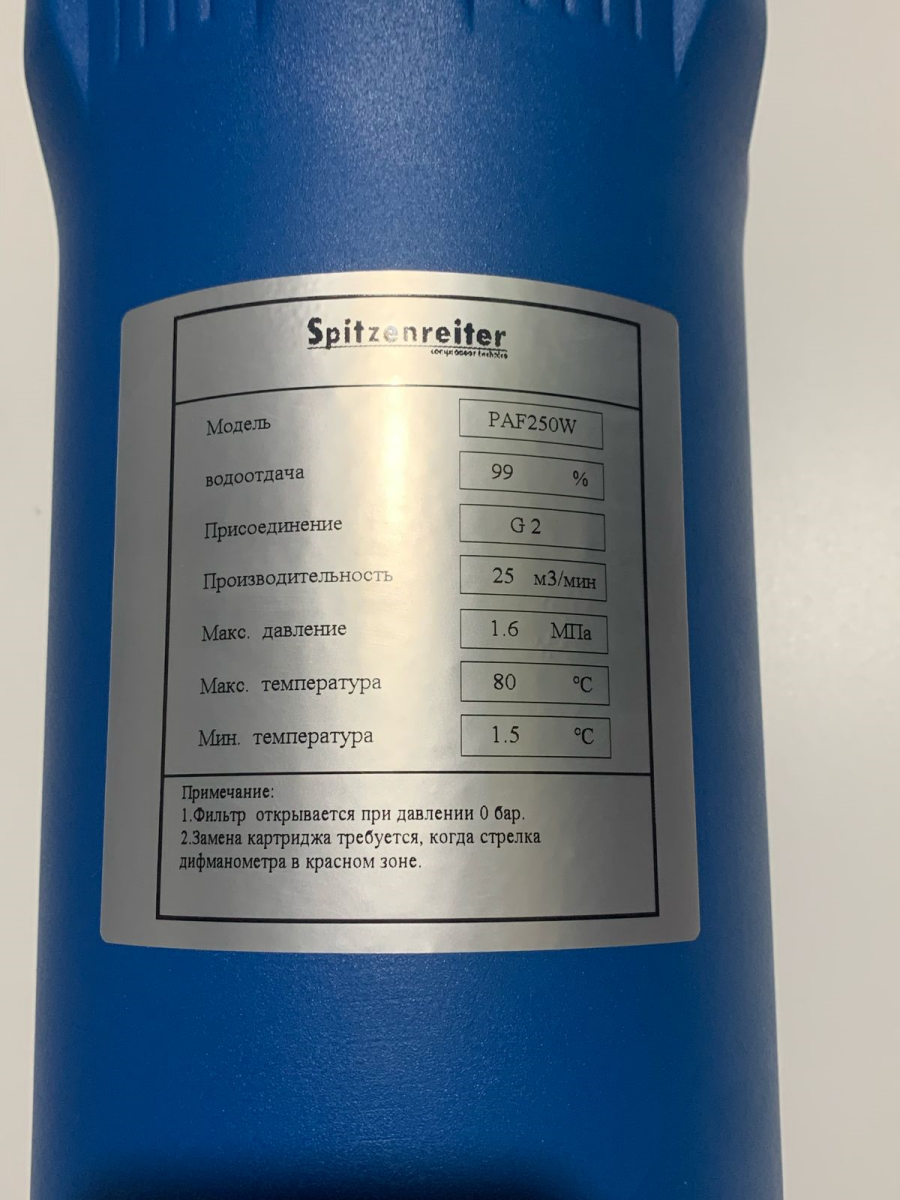 Spitzenreiter
Модель PAF250W
водоотдача 99 %
Присоединение G 2
Производительность 25 м3/мин
Макс. давление 1.6 МПа
Макс. температура 80 °C
Мин. температура 1.5 °C
Примечание:
1.Фильтр открывается при давлении 0 бар.
2.Замена картриджа требуется, когда стрелка
дифманометра в красном зоне.